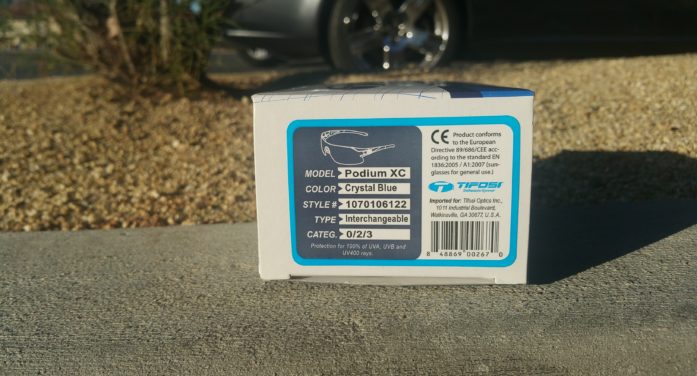 MODEL Podium XC
COLOR Crystal Blue
STYLE # 1070106122
TYPE Interchangeable
CATEG. 0/2/3
Protection for 100% of UVA, UVB and
UV400 rays.
CE Product conforms
to the European
Directive 89/686/CEE acc-
ording to the standard EN
1836:2005 / A1:2007 (sun-
glasses for general use.)
TIFOSI
Imported for: Tifosi Optics Inc.,
1011 Industrial Boulevard,
Watkinsville, GA 30677, U.S.A.
8 48869 00267 0